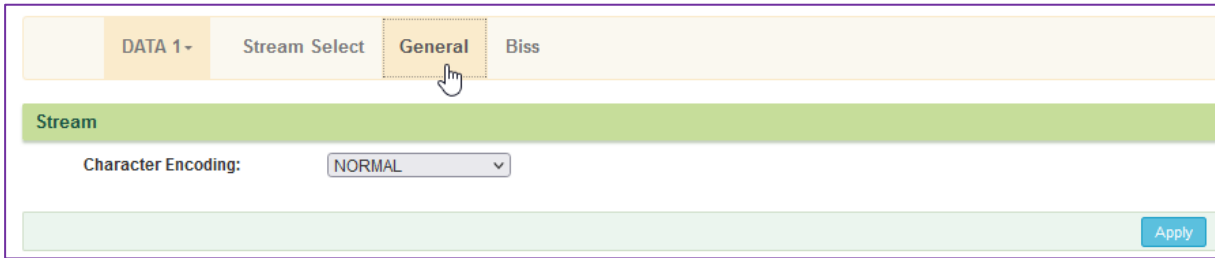 DATA 1 Stream Select General Biss
Stream
Character Encoding: NORMAL
Apply